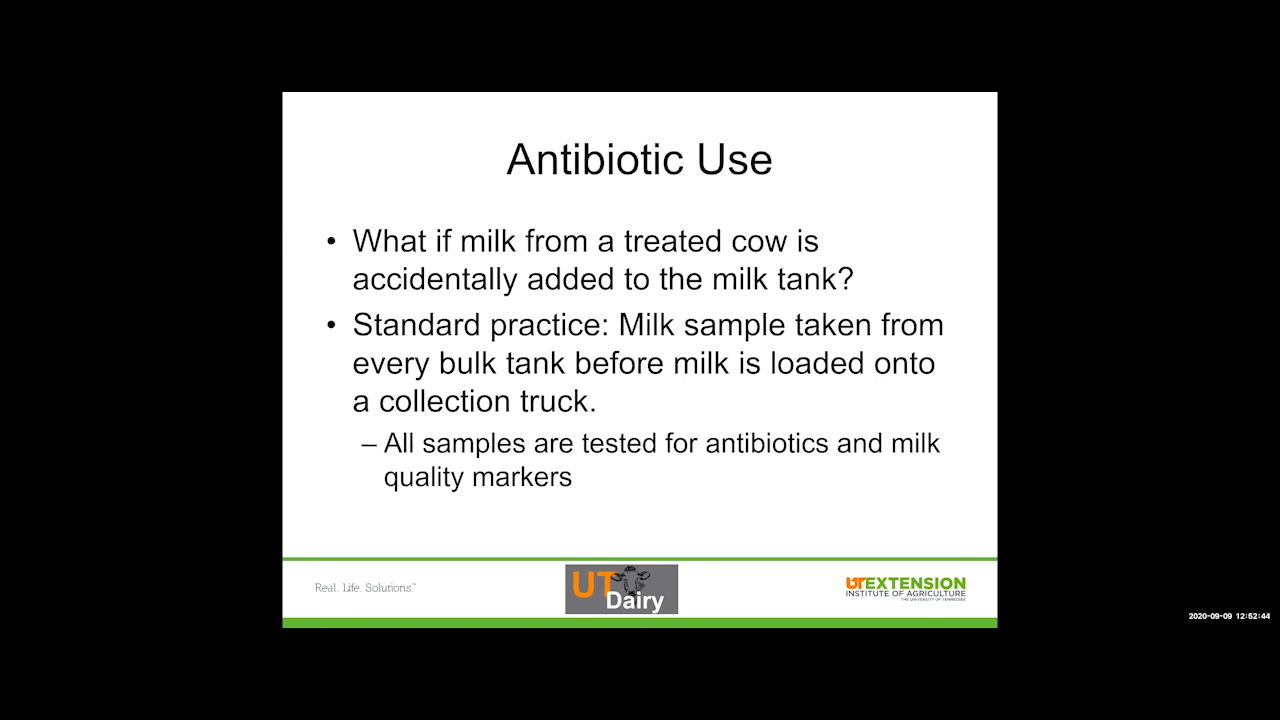 Antibiotic Use
• What if milk from a treated cow is
accidentally added to the milk tank?
• Standard practice: Milk sample taken from
every bulk tank before milk is loaded onto
a collection truck.
– All samples are tested for antibiotics and milk
quality markers
Real. Life. Solutions.™
UT
Dairy
UTEXTENSION
INSTITUTE OF AGRICULTURE
THE UNIVERSITY OF TENNESSEE
2020-09-09 12:52:44